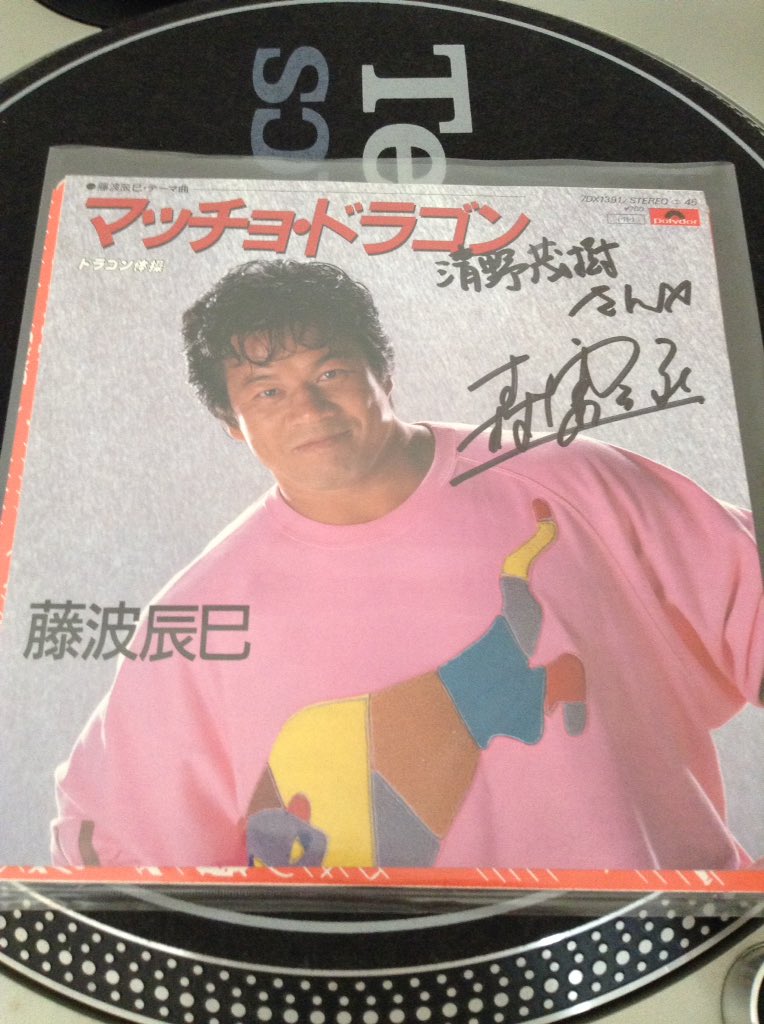 Te
cs
●藤波辰巳・テーマ曲
7DX1391/STEREO 45
¥700
polydor
マッチョ・ドラゴン
ドラゴン体操
清野茂樹
さんへ
藤波辰巳